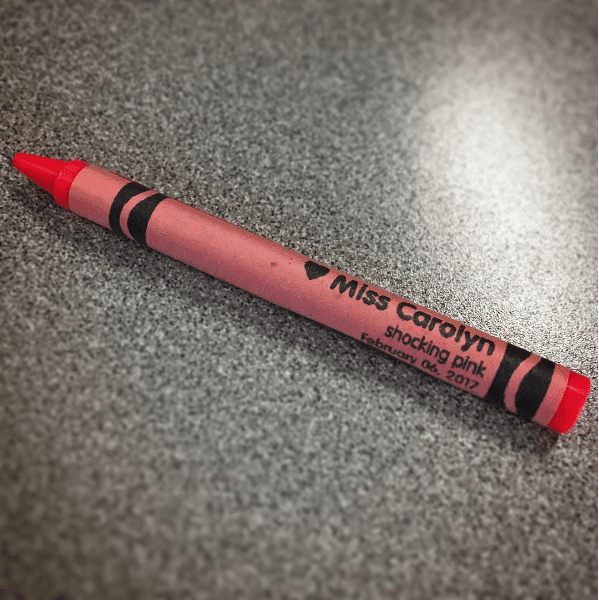 ♥ Miss Carolyn
shocking pink
February 06, 2017